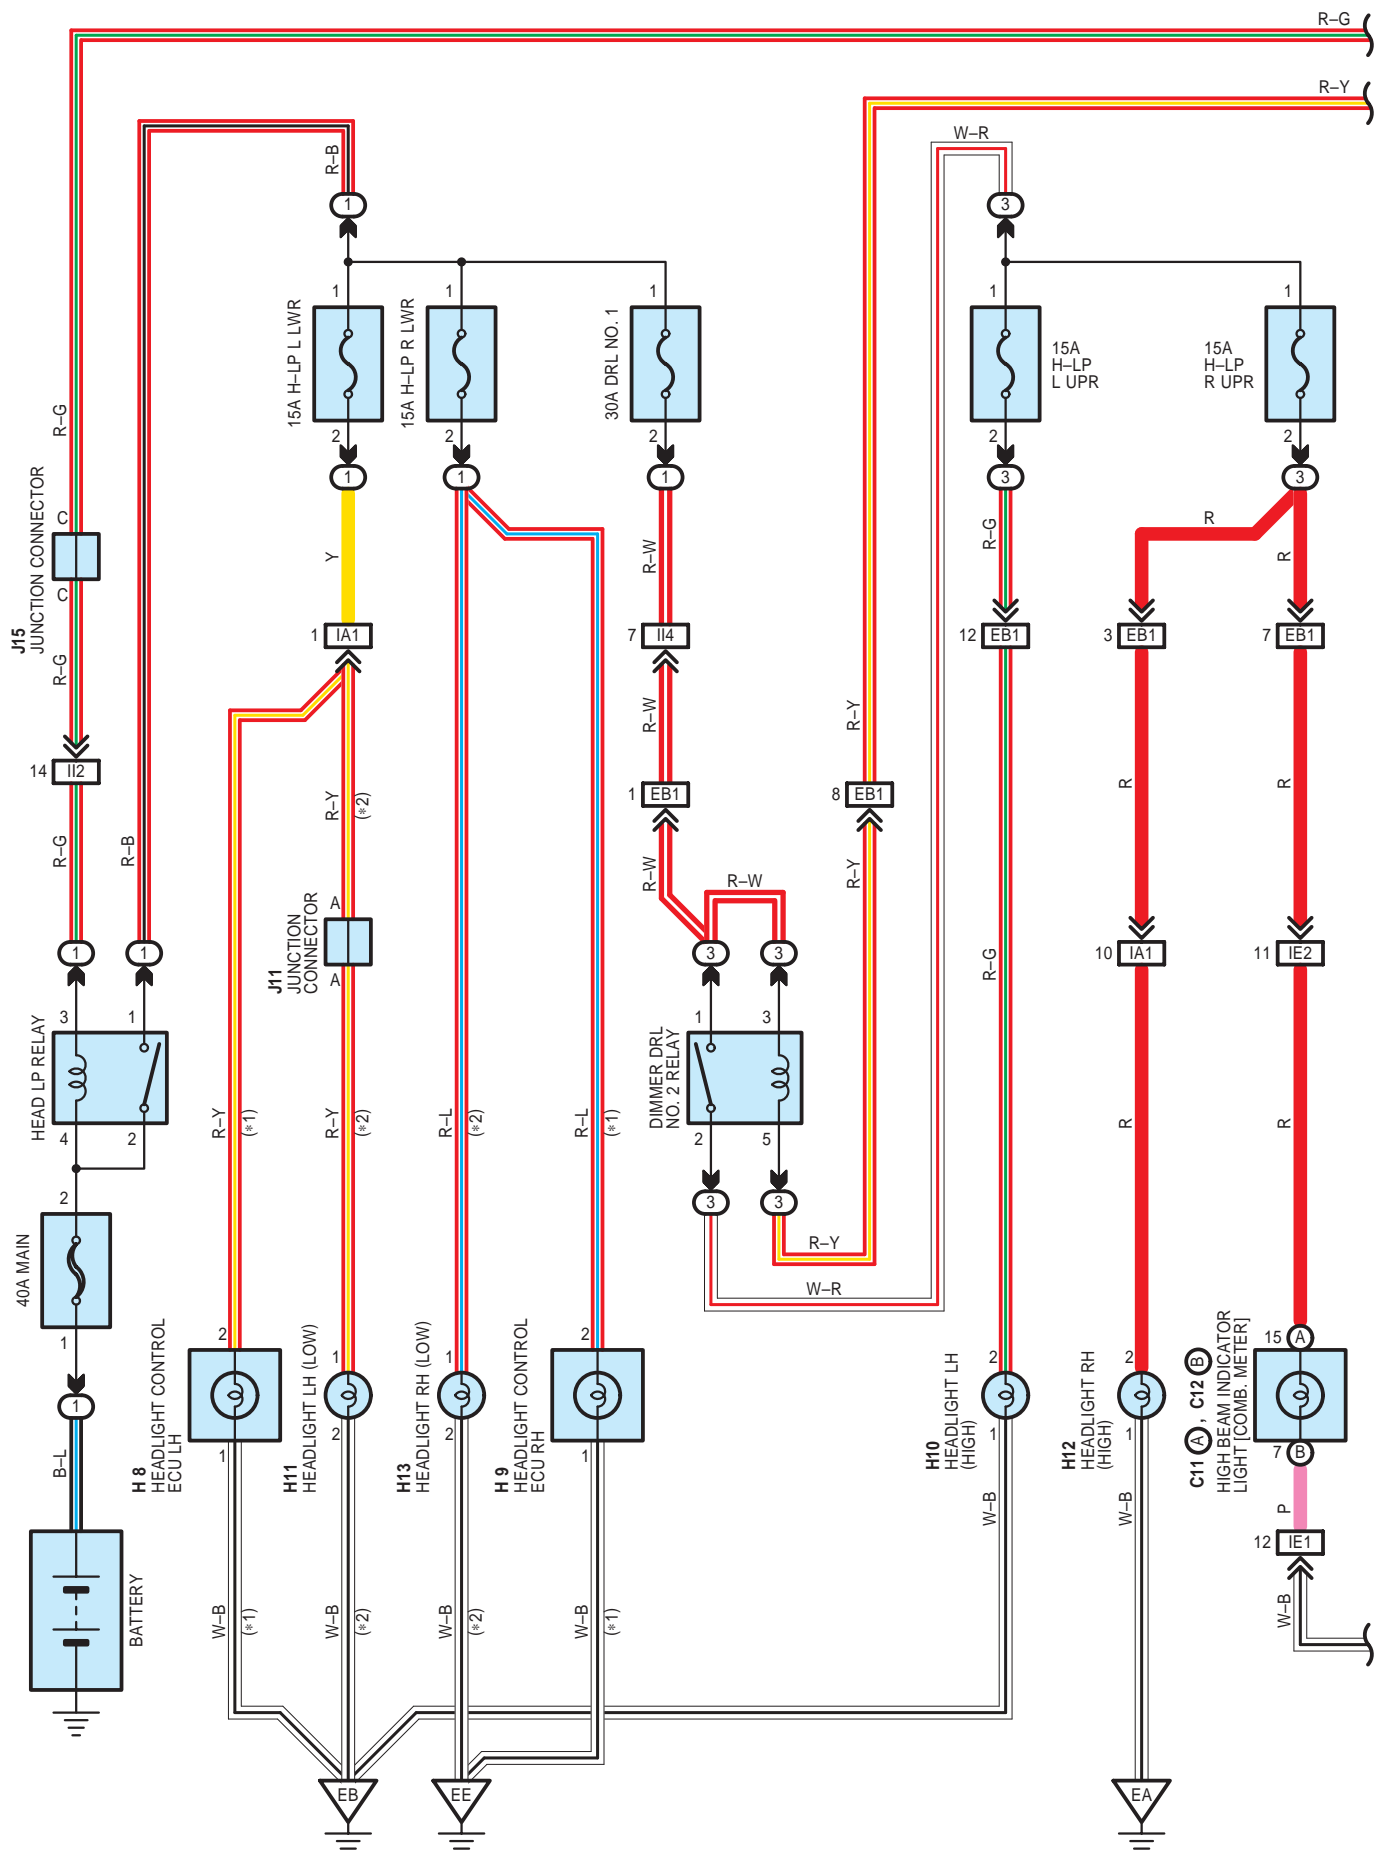 R–G
R–Y
W–R
R–B
1
3
1
1
1
1
1
15A H–LP L LWR
15A H–LP R LWR
30A DRL NO. 1
15A
H–LP
L UPR
15A
H–LP
R UPR
2
2
2
2
2
1
1
1
3
3
R–G
C
C
J15
JUNCTION CONNECTOR
Y
R–W
R–G
R
R
1 IA1
7 II4
12 EB1
3 EB1
7 EB1
R–G
R–W
R–Y
14 II2
1 EB1
8 EB1
R–Y
(*2)
R
R
R–G
R–B
R–W
R–W
R–Y
A
J11
JUNCTION
CONNECTOR
A
1
1
3
3
10 IA1
11 IE2
R–G
3
1
HEAD LP RELAY
4
2
1
3
DIMMER DRL
NO. 2 RELAY
2
5
R–Y
(*1)
R–Y
(*2)
R–L
(*2)
R–L
(*1)
R
R
3
3
R–Y
W–R
2
40A MAIN
1
1
B–L
BATTERY
2
H 8
HEADLIGHT CONTROL
ECU LH
1
1
H11
HEADLIGHT LH (LOW)
2
1
H13
HEADLIGHT RH (LOW)
2
2
H 9
HEADLIGHT CONTROL
ECU RH
1
2
H10
HEADLIGHT LH
(HIGH)
1
2
H12
HEADLIGHT RH
(HIGH)
1
15 A
C11 A , C12 B
HIGH BEAM INDICATOR
LIGHT [COMB. METER]
7 B
W–B
W–B
P
12 IE1
W–B
(*1)
W–B
(*2)
W–B
(*2)
W–B
(*1)
W–B
EB
EE
EA